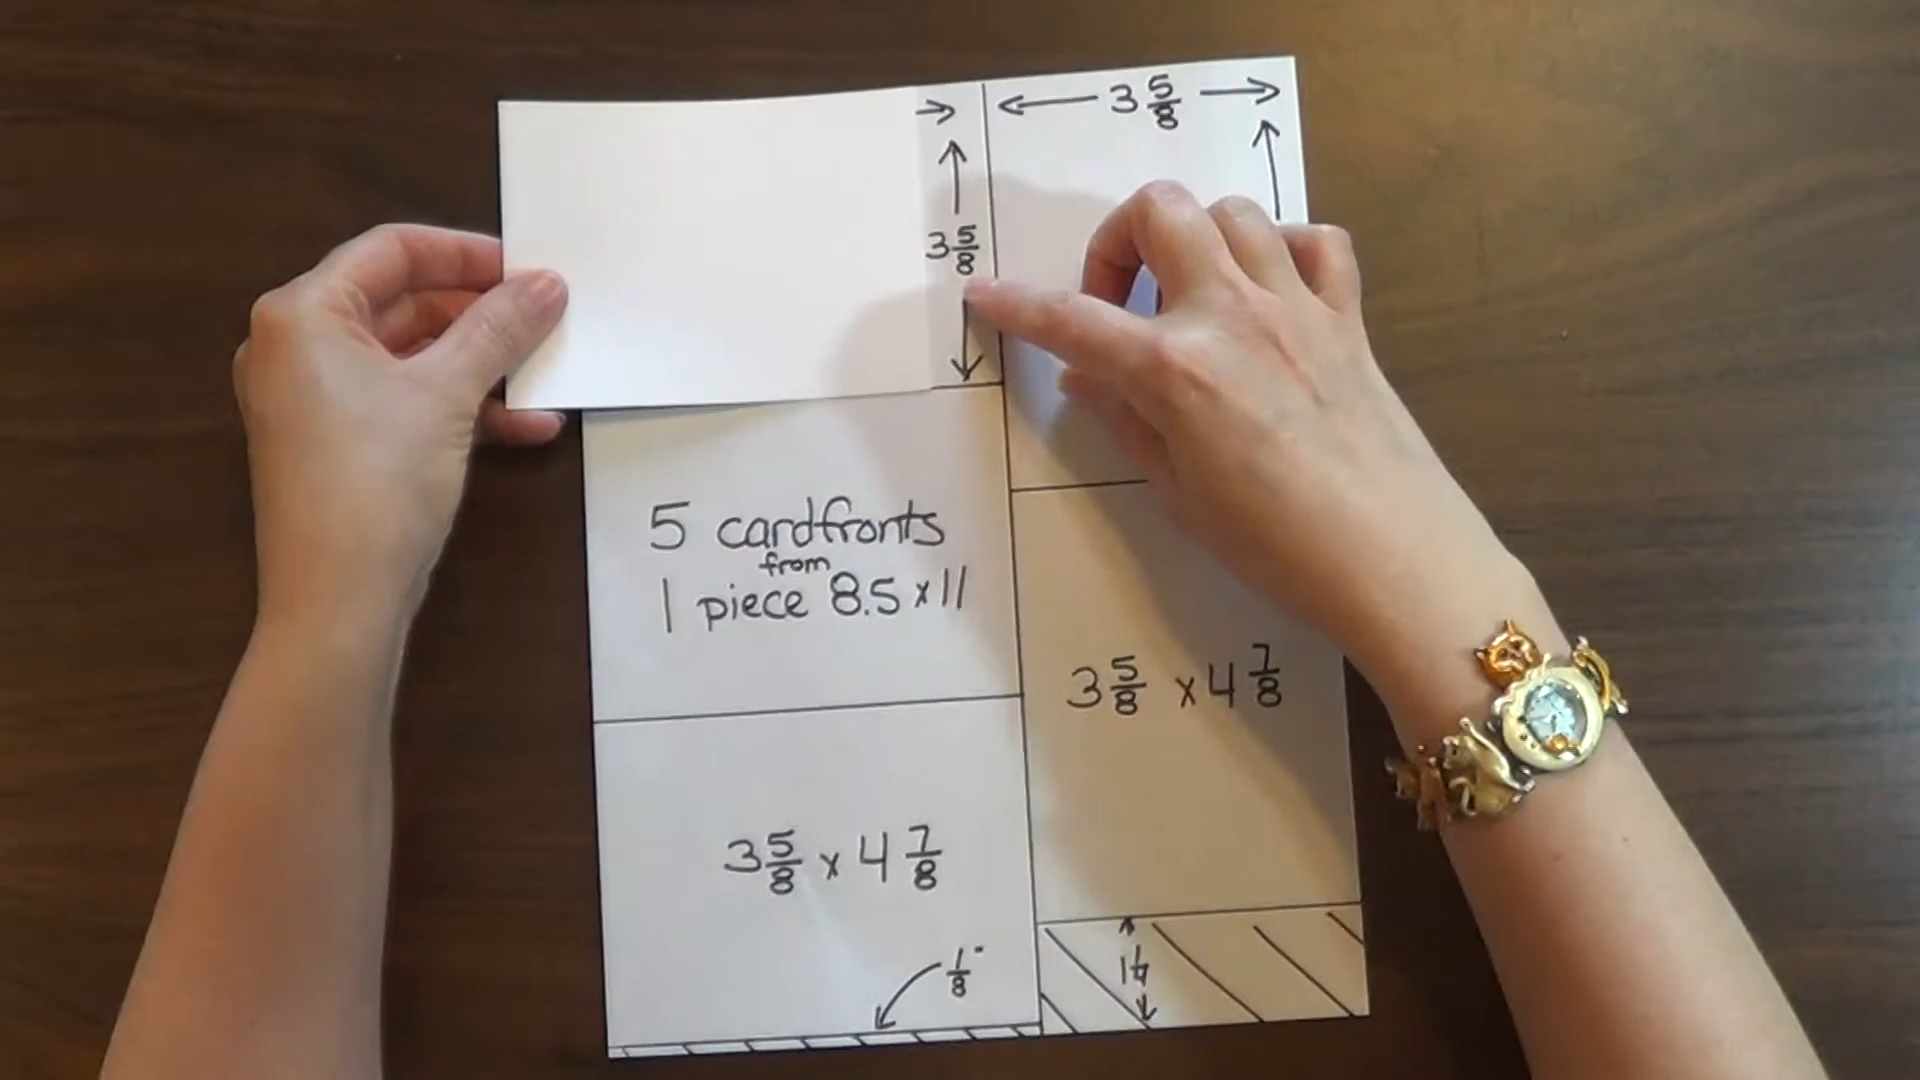 3 5/8
3 5/8
5 cardfronts
from
1 piece 8.5 x 11
3 5/8 x 4 7/8
3 5/8 x 4 7/8
1/8"
1 1/4